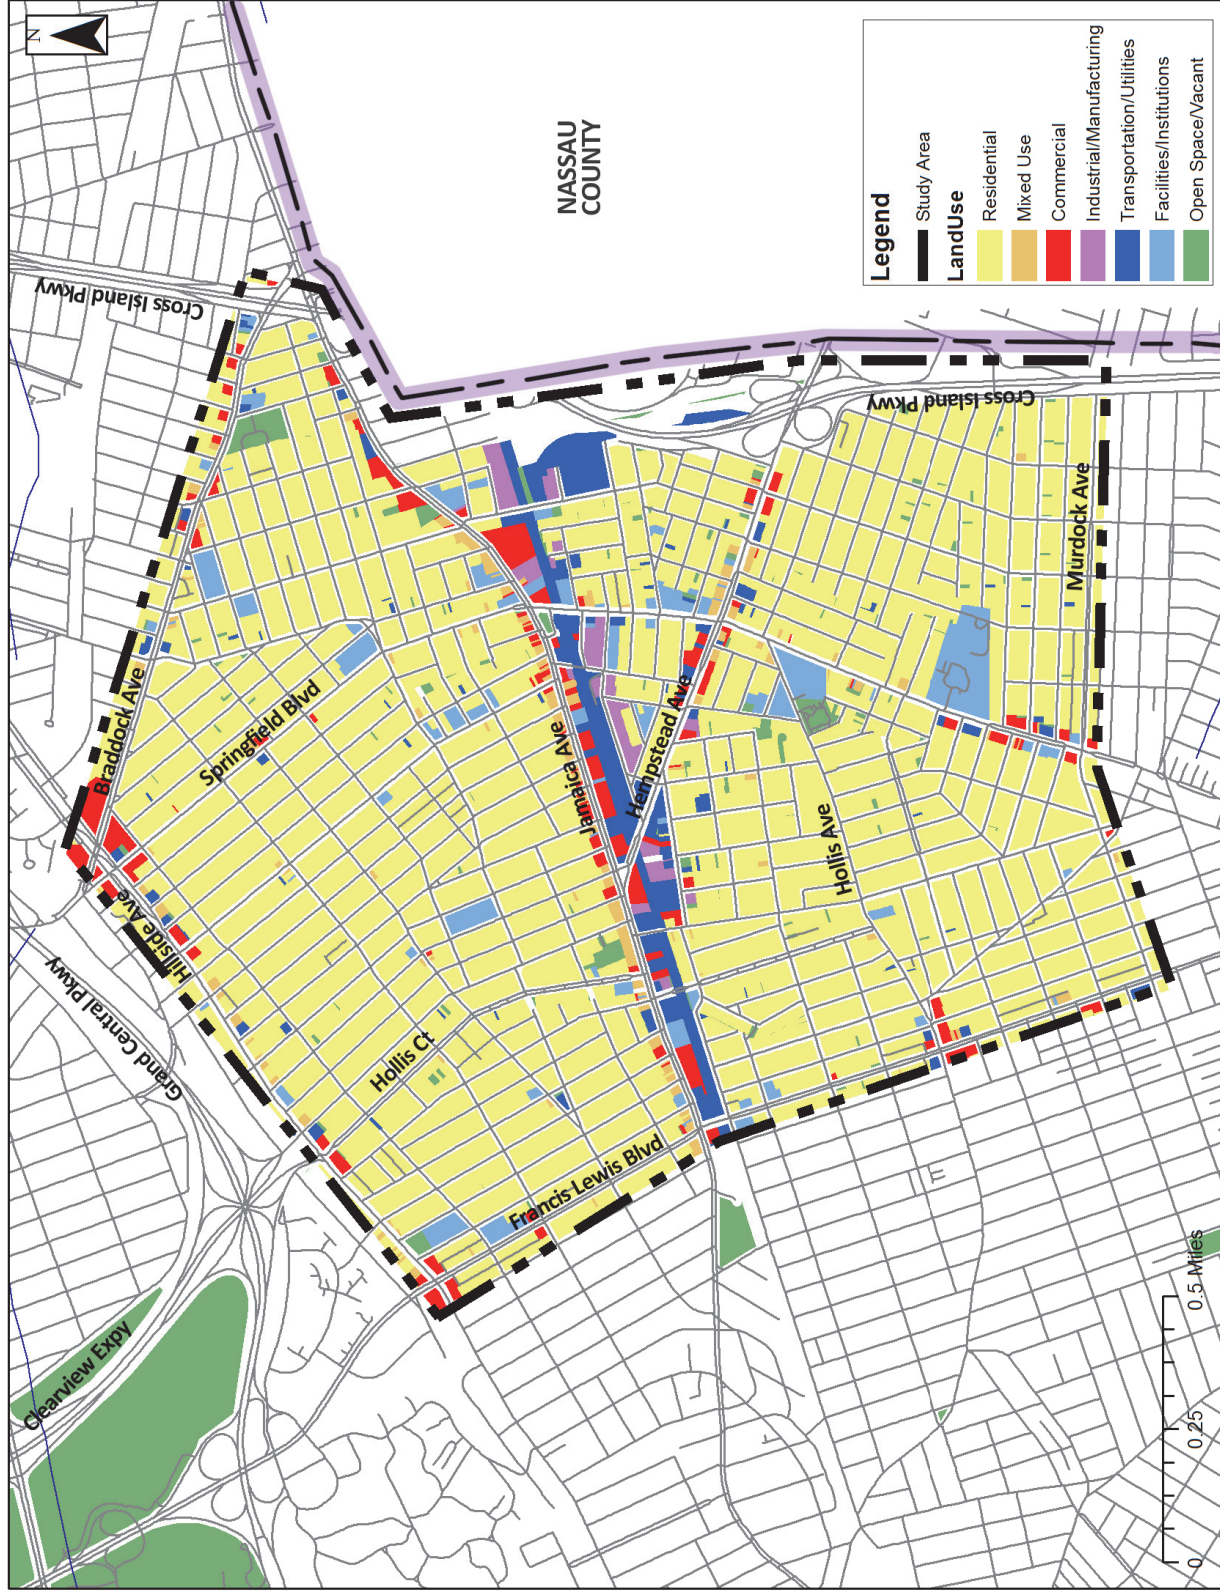 N
Clearview Expy
Grand Central Pkwy
Hillside Ave
Braddock Ave
Cross Island Pkwy
Springfield Blvd
NASSAU
COUNTY
Hollis Ct
Francis Lewis Blvd
Jamaica Ave
Hempstead Ave
Hollis Ave
Cross Island Pkwy
Murdock Ave
0
0.25
0.5 Miles
Legend
Study Area
LandUse
Residential
Mixed Use
Commercial
Industrial/Manufacturing
Transportation/Utilities
Facilities/Institutions
Open Space/Vacant